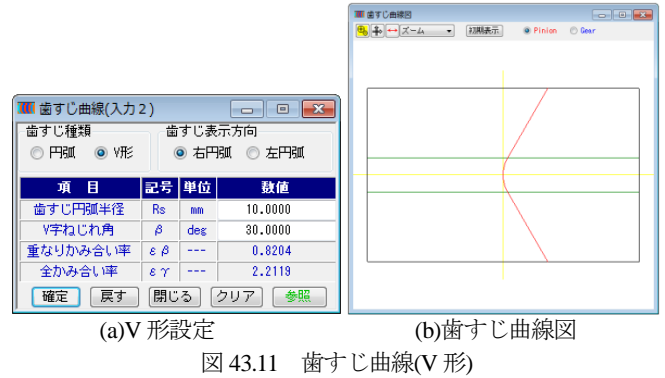 歯すじ曲線(入力2)
歯すじ種類 歯すじ表示方向
円弧 V形 右円弧 左円弧
項 目 記号 単位 数値
歯すじ円弧半径 Rs mm 10.0000
V字ねじれ角 β deg 30.0000
重なりかみ合い率 εβ --- 0.8204
全かみ合い率 εγ --- 2.2119
確定 戻す 閉じる クリア 参照
(a)V 形設定
歯すじ曲線図
ズーム 初期表示 Pinion Gear
(b)歯すじ曲線図
図 43.11 歯すじ曲線(V 形)